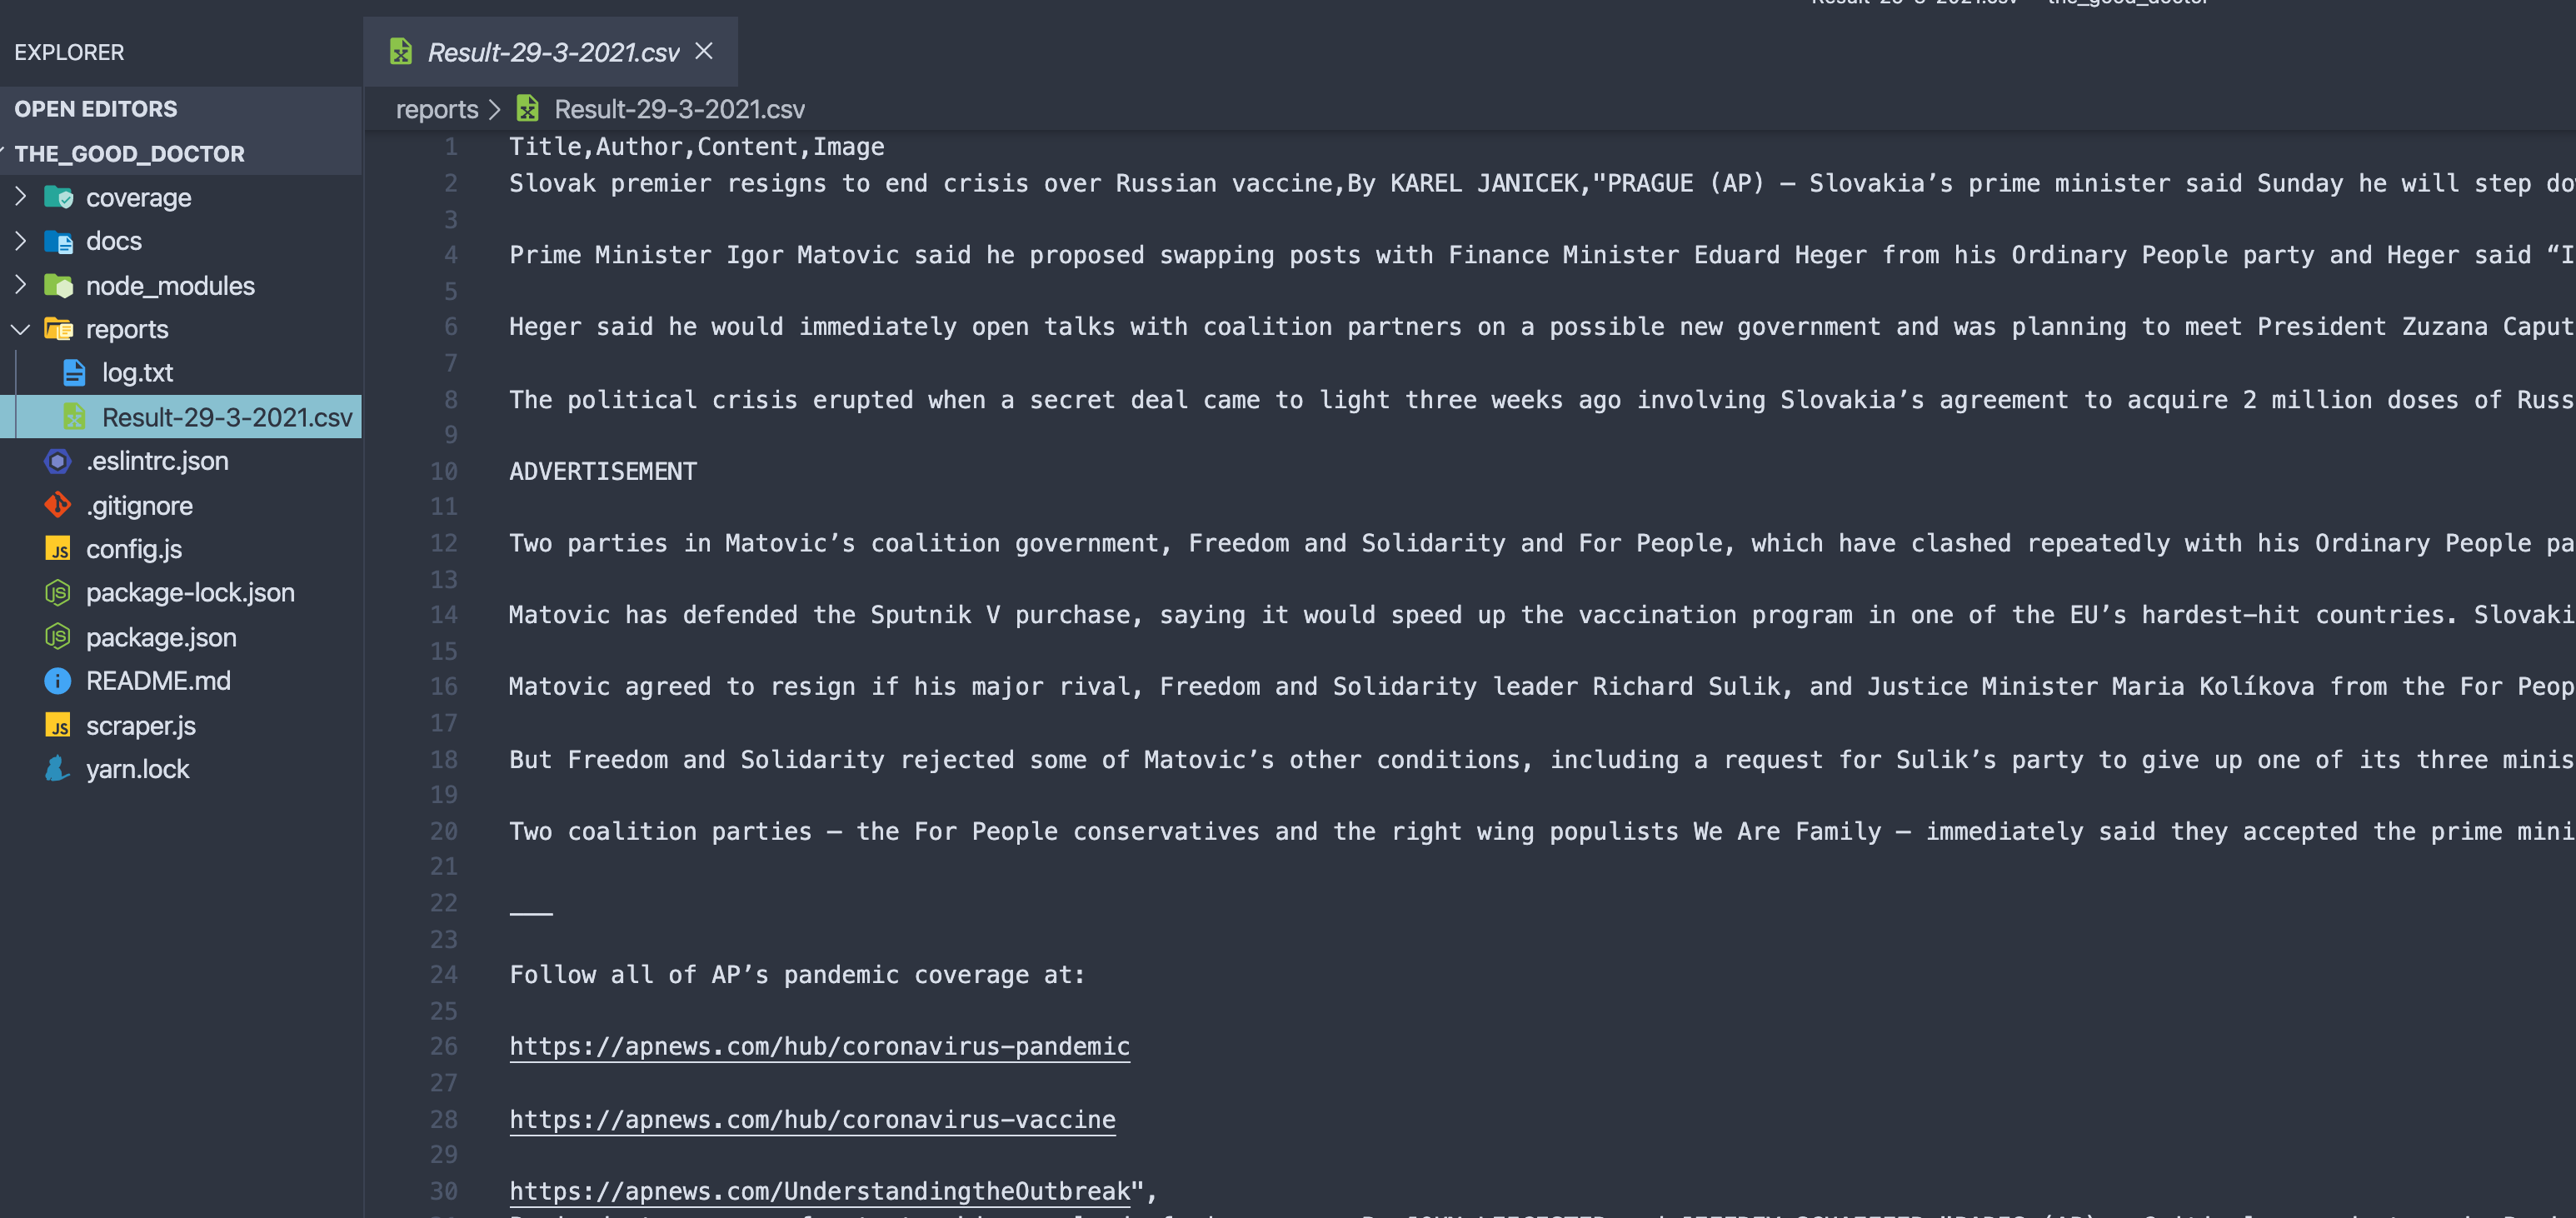 EXPLORER
OPEN EDITORS
THE_GOOD_DOCTOR
coverage
docs
node_modules
reports
log.txt
Result-29-3-2021.csv
.eslintrc.json
.gitignore
config.js
package-lock.json
package.json
README.md
scraper.js
yarn.lock
Result-29-3-2021.csv
reports > Result-29-3-2021.csv
1 Title,Author,Content,Image
2 Slovak premier resigns to end crisis over Russian vaccine,By KAREL JANICEK,"PRAGUE (AP) — Slovakia’s prime minister said Sunday he will step
3
4 Prime Minister Igor Matovic said he proposed swapping posts with Finance Minister Eduard Heger from his Ordinary People party and Heger said “I
5
6 Heger said he would immediately open talks with coalition partners on a possible new government and was planning to meet President Zuzana Caput
7
8 The political crisis erupted when a secret deal came to light three weeks ago involving Slovakia’s agreement to acquire 2 million doses of Russ
9
10 ADVERTISEMENT
11
12 Two parties in Matovic’s coalition government, Freedom and Solidarity and For People, which have clashed repeatedly with his Ordinary People pa
13
14 Matovic has defended the Sputnik V purchase, saying it would speed up the vaccination program in one of the EU’s hardest-hit countries. Slovaki
15
16 Matovic agreed to resign if his major rival, Freedom and Solidarity leader Richard Sulik, and Justice Minister Maria Kolíkova from the For Peop
17
18 But Freedom and Solidarity rejected some of Matovic’s other conditions, including a request for Sulik’s party to give up one of its three minis
19
20 Two coalition parties — the For People conservatives and the right wing populists We Are Family — immediately said they accepted the prime mini
21
22 ___
23
24 Follow all of AP’s pandemic coverage at:
25
26 https://apnews.com/hub/coronavirus-pandemic
27
28 https://apnews.com/hub/coronavirus-vaccine
29
30 https://apnews.com/UnderstandingtheOutbreak",